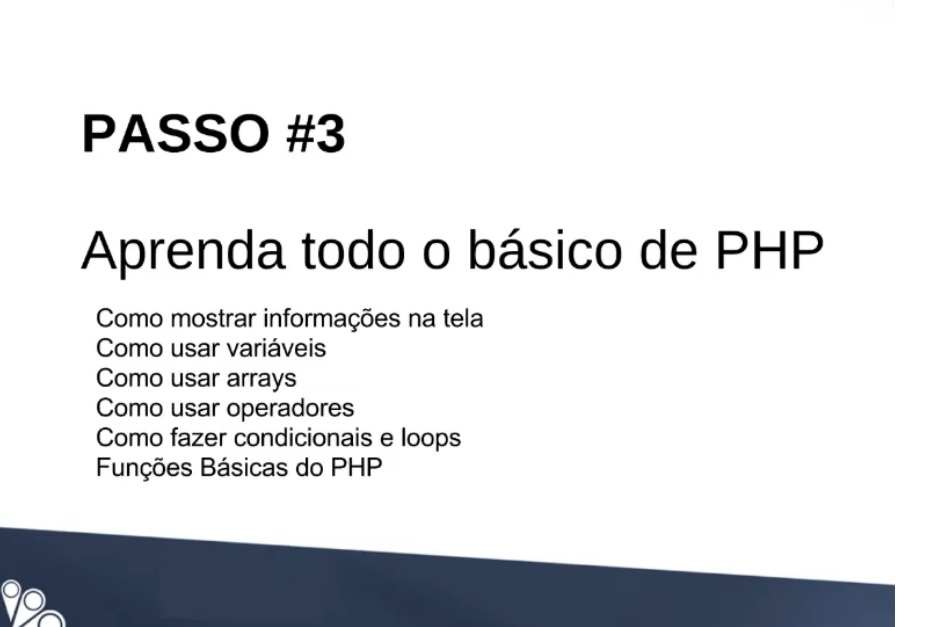 PASSO #3
Aprenda todo o básico de PHP
Como mostrar informações na tela
Como usar variáveis
Como usar arrays
Como usar operadores
Como fazer condicionais e loops
Funções Básicas do PHP